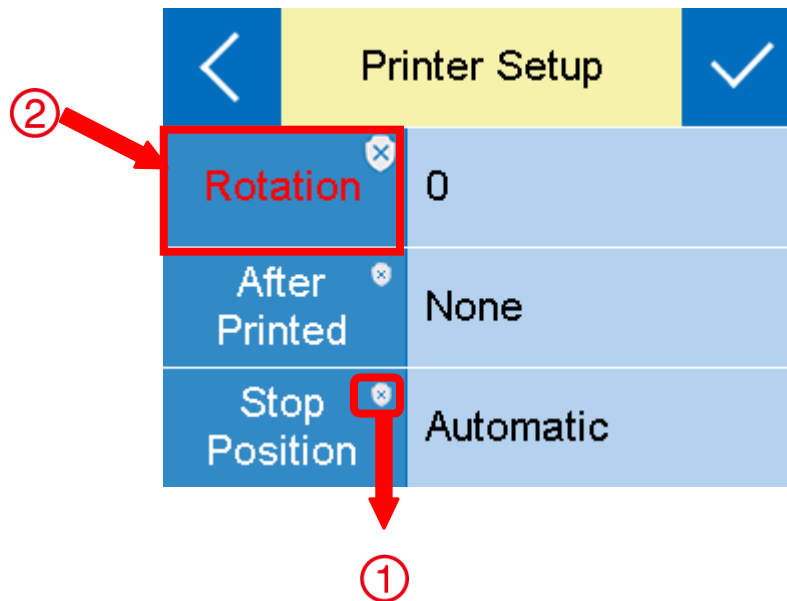 Printer Setup
②
Rotation
0
After
Printed
None
Stop
Position
Automatic
①